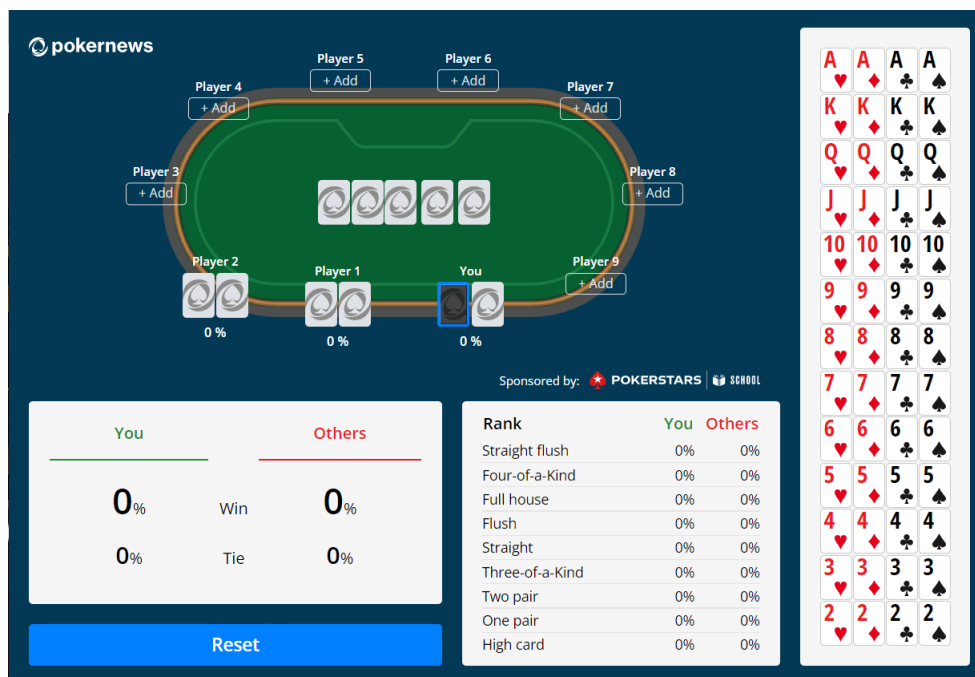 pokernews
Player 5
+ Add
Player 6
+ Add
Player 4
+ Add
Player 7
+ Add
Player 3
+ Add
Player 8
+ Add
Player 2
0 %
Player 1
0 %
You
0 %
Player 9
+ Add
Sponsored by: POKERSTARS SCHOOL
You Others
0% Win 0%
0% Tie 0%
Reset
Rank You Others
Straight flush 0% 0%
Four-of-a-Kind 0% 0%
Full house 0% 0%
Flush 0% 0%
Straight 0% 0%
Three-of-a-Kind 0% 0%
Two pair 0% 0%
One pair 0% 0%
High card 0% 0%
A A A A
K K K K
Q Q Q Q
J J J J
10 10 10 10
9 9 9 9
8 8 8 8
7 7 7 7
6 6 6 6
5 5 5 5
4 4 4 4
3 3 3 3
2 2 2 2